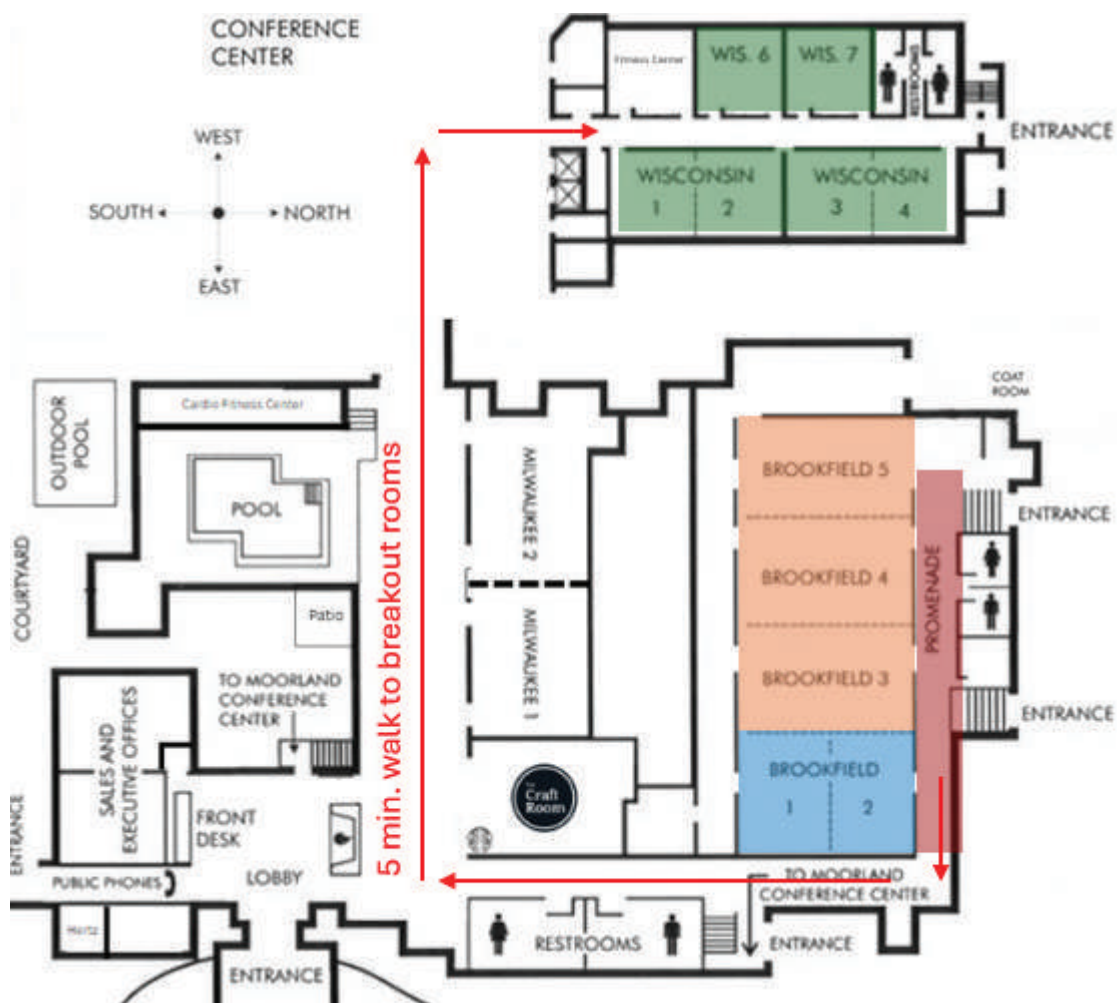 CONFERENCE
CENTER
WEST
SOUTH
NORTH
EAST
Fitness Center
WIS. 6
WIS. 7
RESTROOMS
ENTRANCE
WISCONSIN
1
2
WISCONSIN
3
4
OUTDOOR
POOL
Cardio Fitness Center
POOL
COURTYARD
Patio
TO MOORLAND
CONFERENCE
CENTER
SALES AND
EXECUTIVE OFFICES
FRONT
DESK
ENTRANCE
PUBLIC PHONES
LOBBY
Hertz
ENTRANCE
5 min. walk to breakout rooms
MILWAUKEE 2
MILWAUKEE 1
The
Craft
Room
COAT
ROOM
BROOKFIELD 5
BROOKFIELD 4
BROOKFIELD 3
BROOKFIELD
1
2
PROMENADE
ENTRANCE
ENTRANCE
TO MOORLAND
CONFERENCE CENTER
RESTROOMS
ENTRANCE